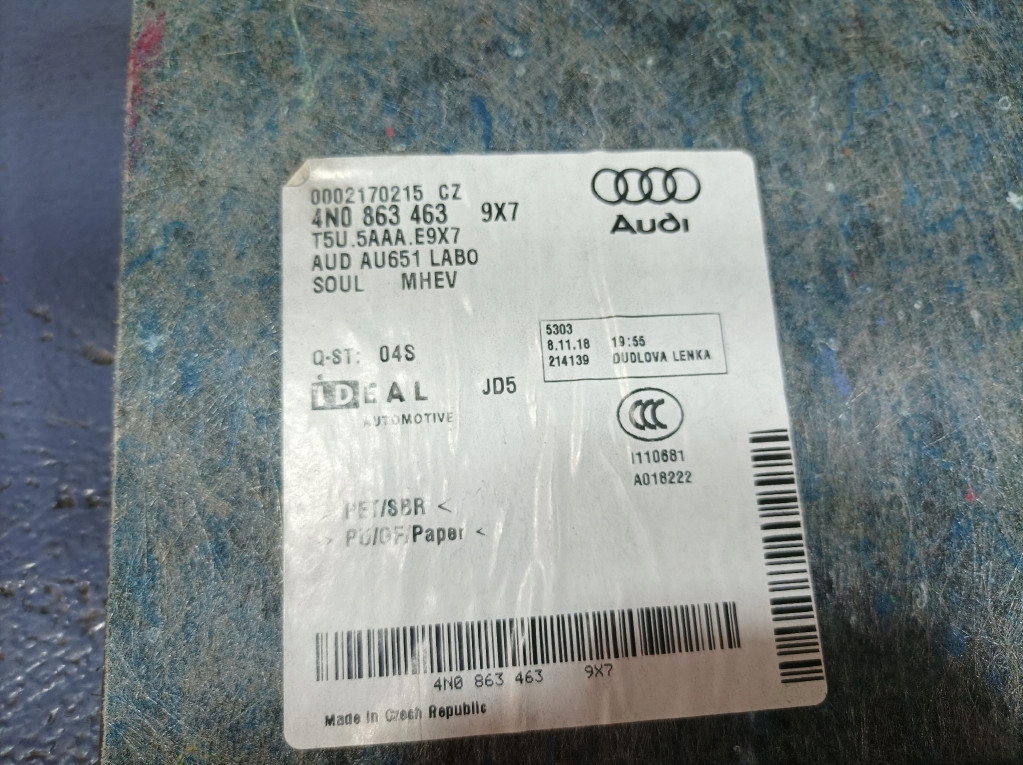 0002170215 CZ
4N0 863 463 9X7
T5U.5AAA.E9X7
AUD AU651 LABO
SOUL MHEV
Audi
5303
8.11.18 19:55
214139 DUDLOVA LENKA
Q-ST: 04S
IDEAL
AUTOMOTIVE
JD5
CCC
I110681
A018222
> PET/SBR <
> PU/GF/Paper <
4N0 863 463 9X7
Made in Czech Republic